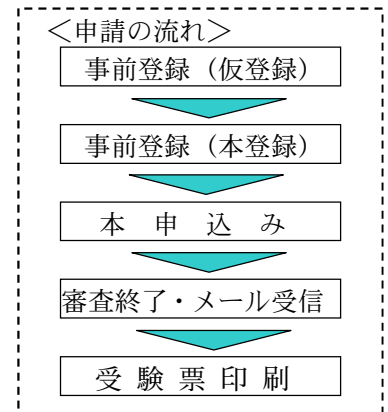 ＜申請の流れ＞
事前登録（仮登録）
事前登録（本登録）
本　申　込　み
審査終了・メール受信
受 験 票 印 刷